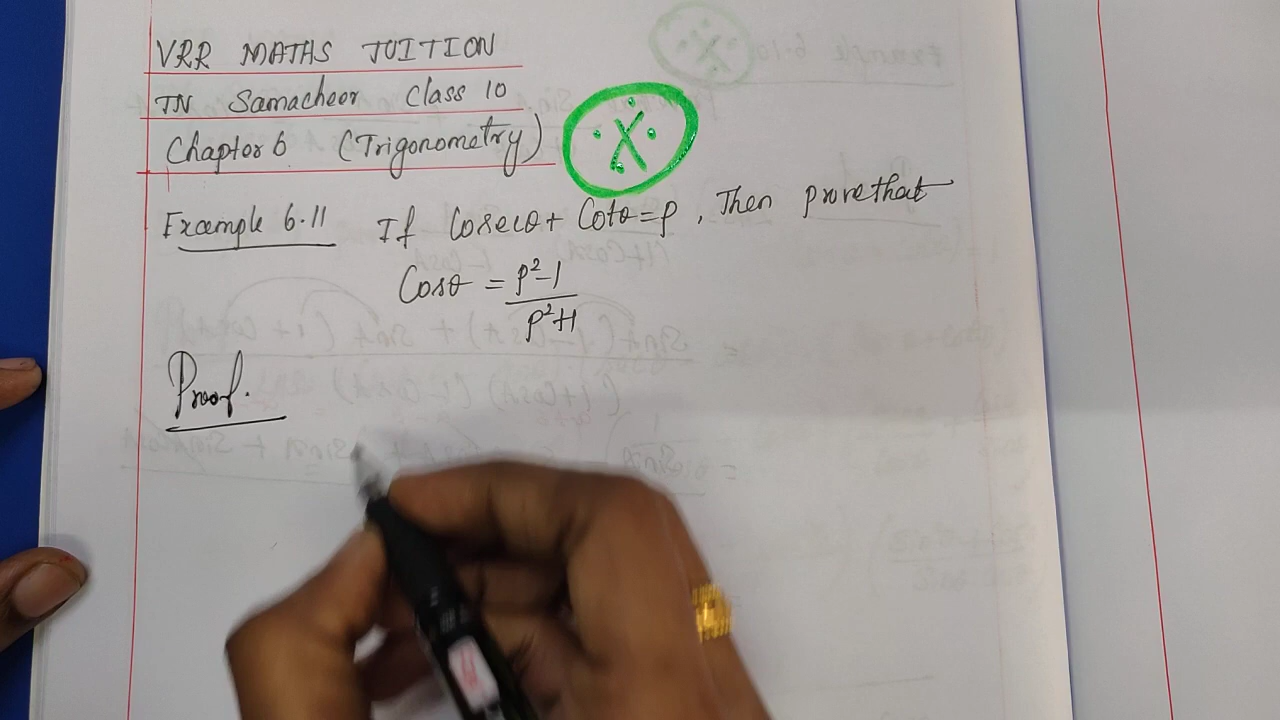 VRR MATHS TUITION
TN Samacheer Class 10
Chapter 6 (Trigonometry)
X
Example 6.11 If Cosecθ + Cotθ = P, Then prove that
Cosθ = P²-1 / P²+1
Proof.